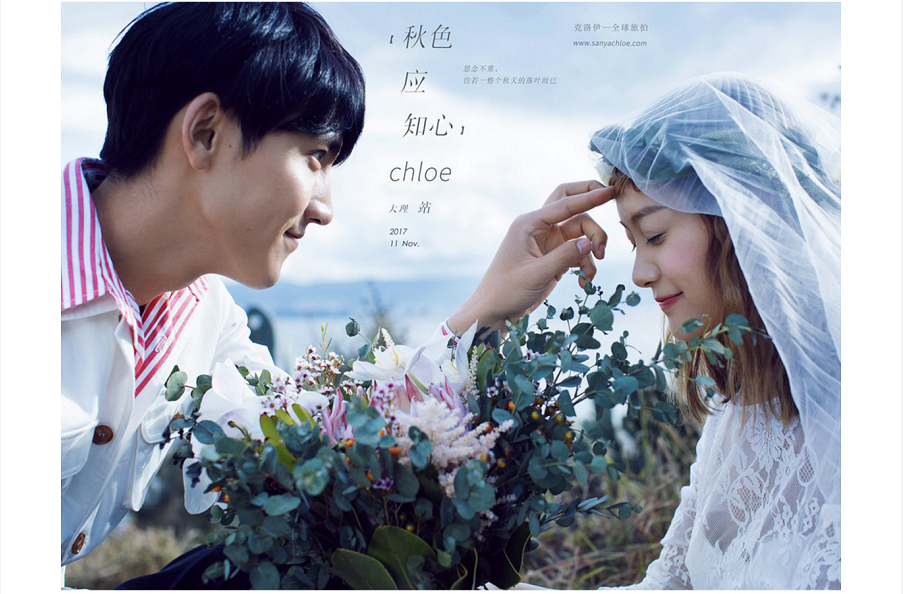 「秋色
应
知心」
chloe
大理 站
2017
11 Nov.
思念不重，
仿若一整个秋天的落叶而已
克洛伊—全球旅拍
www.sanyachloe.com